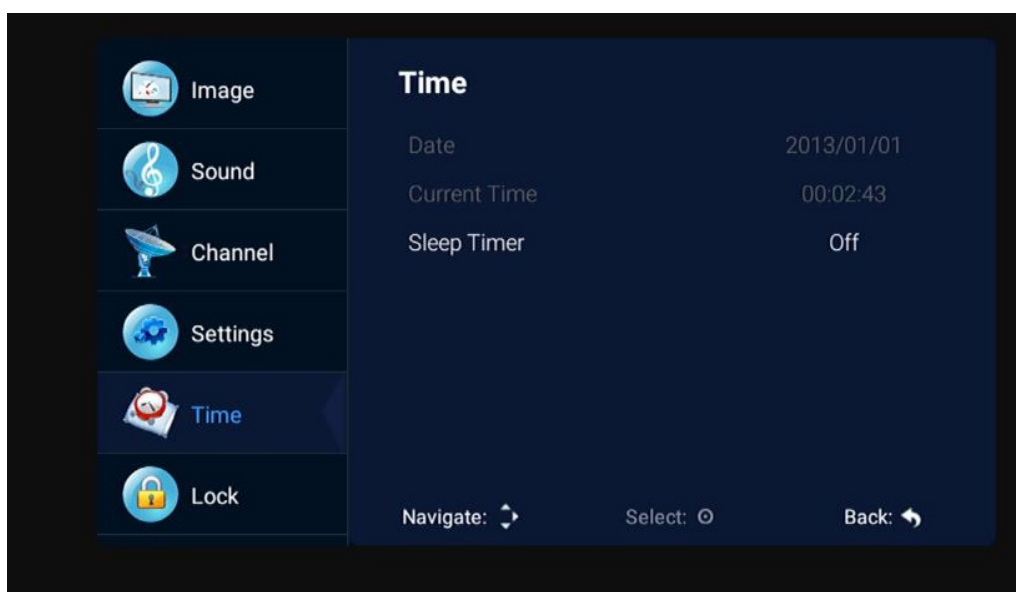 Image
Sound
Channel
Settings
Time
Lock
Time
Date 2013/01/01
Current Time 00:02:43
Sleep Timer Off
Navigate: Select: Back: